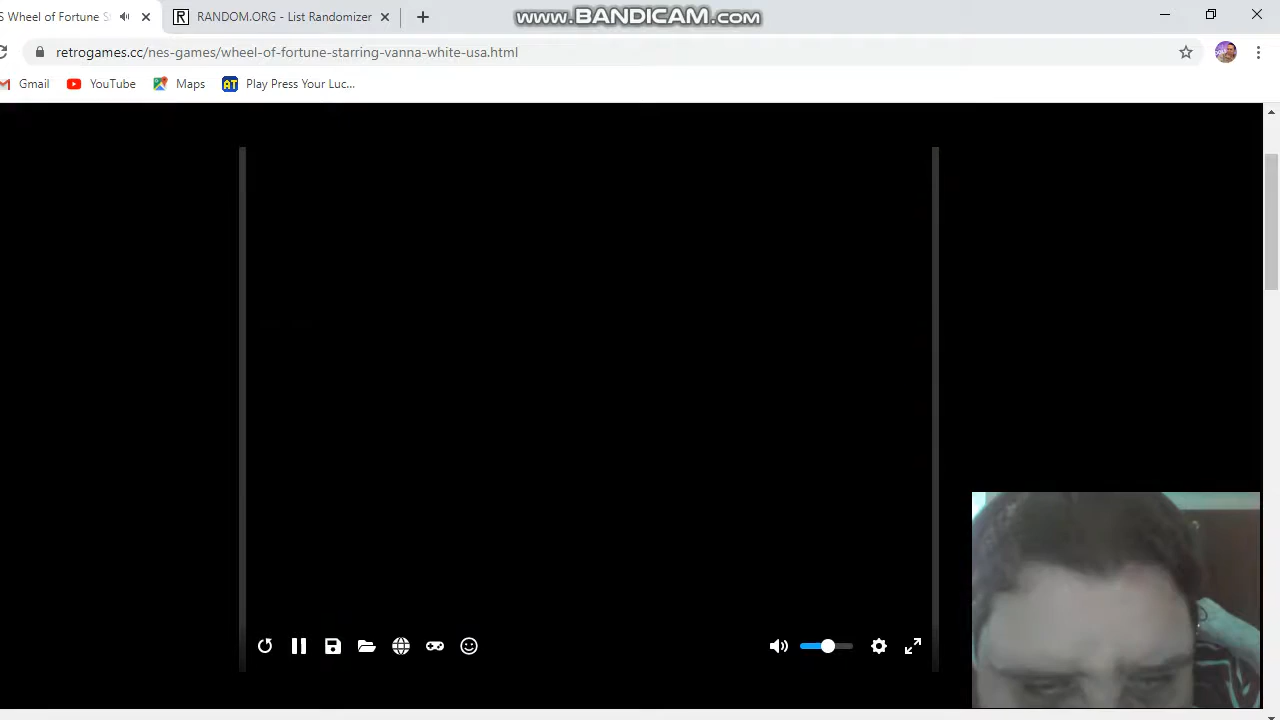 S Wheel of Fortune S
RANDOM.ORG - List Randomizer
www.BANDICAM.com
retrogames.cc/nes-games/wheel-of-fortune-starring-vanna-white-usa.html
Gmail
YouTube
Maps
AT
Play Press Your Luc...